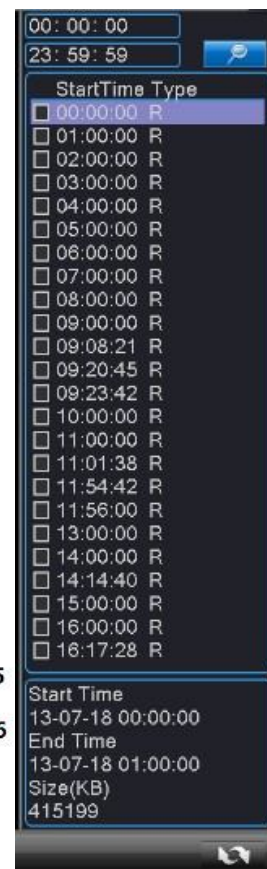 00: 00: 00
23: 59: 59
StartTime Type
00:00:00 R
01:00:00 R
02:00:00 R
03:00:00 R
04:00:00 R
05:00:00 R
06:00:00 R
07:00:00 R
08:00:00 R
09:00:00 R
09:08:21 R
09:20:45 R
09:23:42 R
10:00:00 R
11:00:00 R
11:01:38 R
11:54:42 R
11:56:00 R
13:00:00 R
14:00:00 R
14:14:40 R
15:00:00 R
16:00:00 R
16:17:28 R
Start Time
13-07-18 00:00:00
End Time
13-07-18 01:00:00
Size(KB)
415199